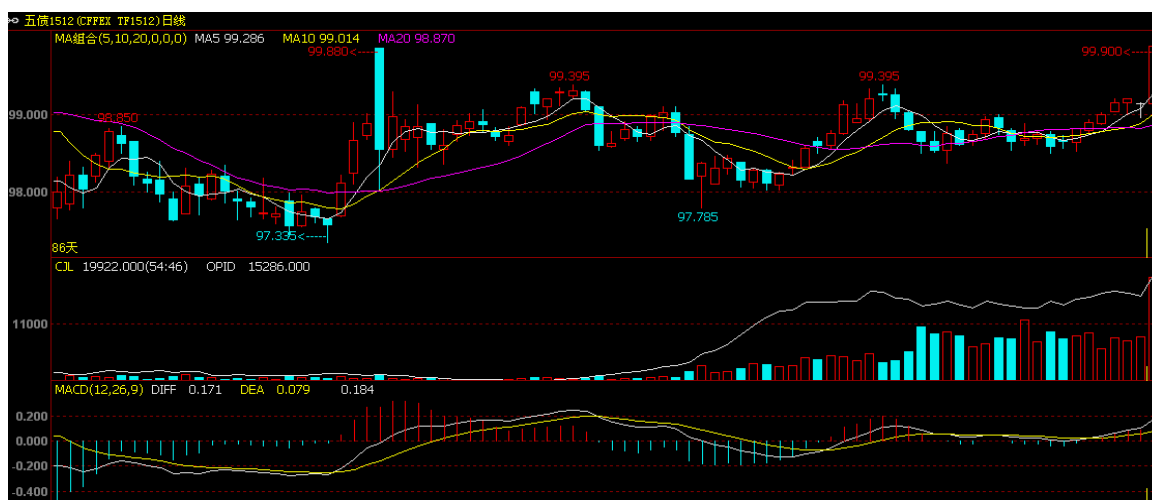 五债1512(CFFEX TF1512)日线
MA组合(5,10,20,0,0,0) MA5 99.286 MA10 99.014 MA20 98.870
99.880<----- 99.395 99.395 99.900<---
99.000 98.850
98.000
97.785
97.335<-----
86天
CJL 19922.000(54:46) OPID 15286.000
11000
MACD(12,26,9) DIFF 0.171 DEA 0.079 0.184
0.200
0.000
-0.200
-0.400